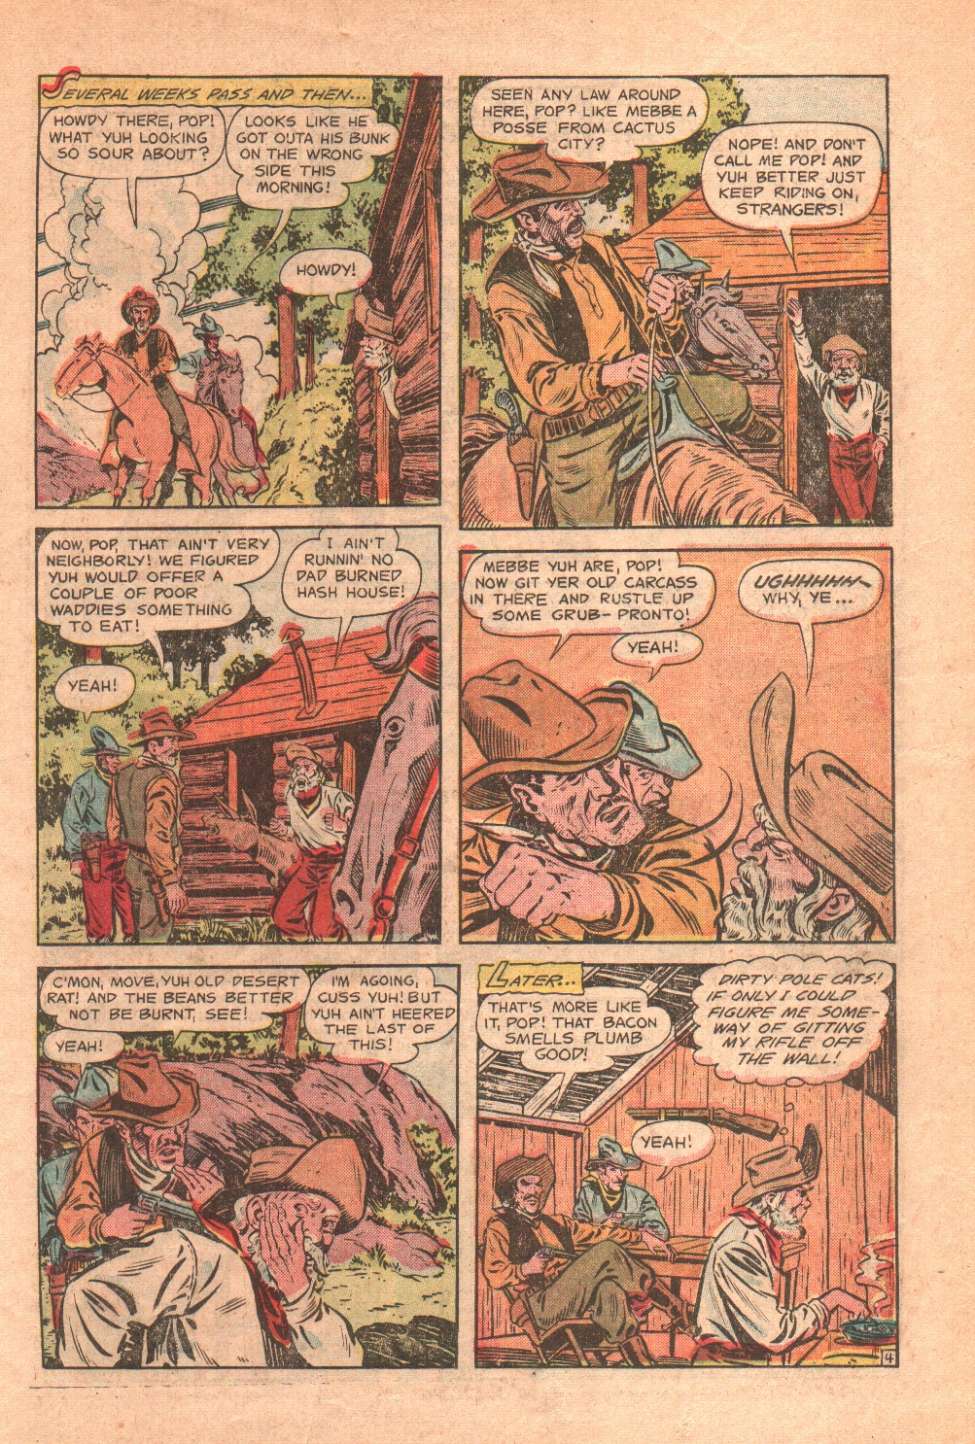 SEVERAL WEEKS PASS AND THEN...
HOWDY THERE, POP!
WHAT YUH LOOKING
SO SOUR ABOUT?
LOOKS LIKE HE
GOT OUTA HIS BUNK
ON THE WRONG
SIDE THIS
MORNING!
HOWDY!
SEEN ANY LAW AROUND
HERE, POP? LIKE MEBBE A
POSSE FROM CACTUS
CITY?
NOPE! AND DON'T
CALL ME POP! AND
YUH BETTER JUST
KEEP RIDING ON,
STRANGERS!
NOW, POP, THAT AIN'T VERY
NEIGHBORLY! WE FIGURED
YUH WOULD OFFER A
COUPLE OF POOR
WADDIES SOMETHING
TO EAT!
YEAH!
I AIN'T
RUNNIN' NO
DAD BURNED
HASH HOUSE!
MEBBE YUH ARE, POP!
NOW GIT YER OLD CARCASS
IN THERE AND RUSTLE UP
SOME GRUB- PRONTO!
YEAH!
UGHHHHHH-
WHY, YE...
C'MON, MOVE, YUH OLD DESERT
RAT! AND THE BEANS BETTER
NOT BE BURNT, SEE!
YEAH!
I'M AGOING,
CUSS YUH! BUT
YUH AIN'T HEERED
THE LAST OF
THIS!
LATER...
THAT'S MORE LIKE
IT, POP! THAT BACON
SMELLS PLUMB
GOOD!
YEAH!
DIRTY POLE CATS!
IF ONLY I COULD
FIGURE ME SOME-
WAY OF GITTING
MY RIFLE OFF
THE WALL!
4